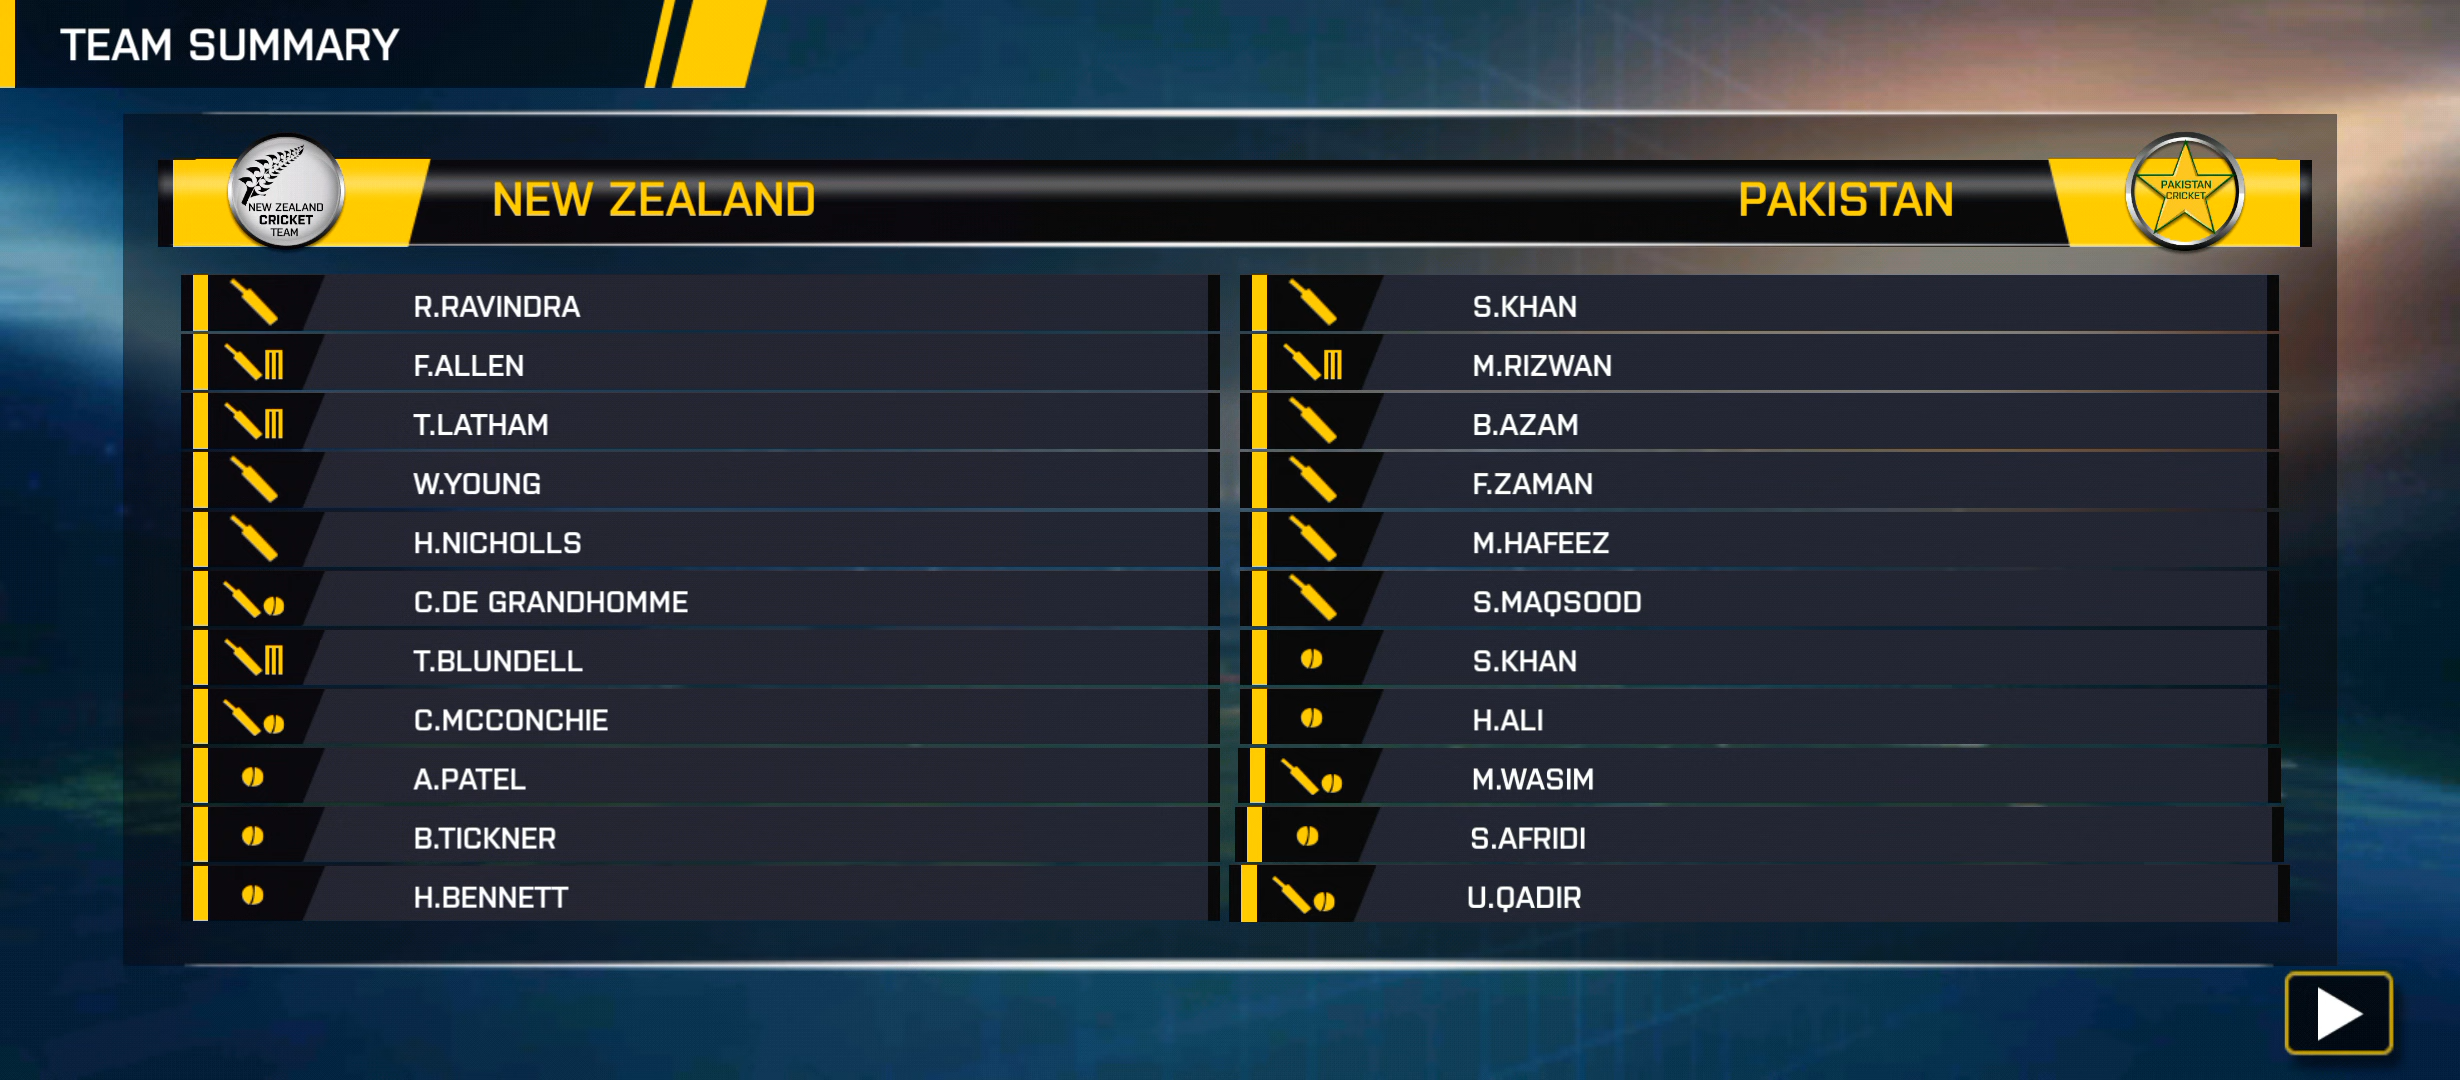 TEAM SUMMARY
NEW ZEALAND
CRICKET
TEAM
NEW ZEALAND
PAKISTAN
PAKISTAN
CRICKET
R.RAVINDRA
F.ALLEN
T.LATHAM
W.YOUNG
H.NICHOLLS
C.DE GRANDHOMME
T.BLUNDELL
C.MCCONCHIE
A.PATEL
B.TICKNER
H.BENNETT
S.KHAN
M.RIZWAN
B.AZAM
F.ZAMAN
M.HAFEEZ
S.MAQSOOD
S.KHAN
H.ALI
M.WASIM
S.AFRIDI
U.QADIR